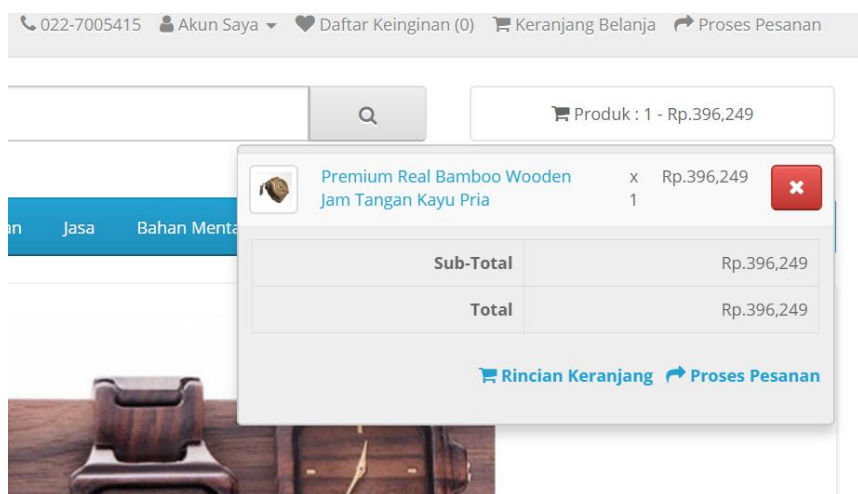 022-7005415 Akun Saya Daftar Keinginan (0) Keranjang Belanja Proses Pesanan
Produk : 1 - Rp.396,249
Premium Real Bamboo Wooden x Rp.396,249
Jam Tangan Kayu Pria 1
an Jasa Bahan Menta
Sub-Total Rp.396,249
Total Rp.396,249
Rincian Keranjang Proses Pesanan